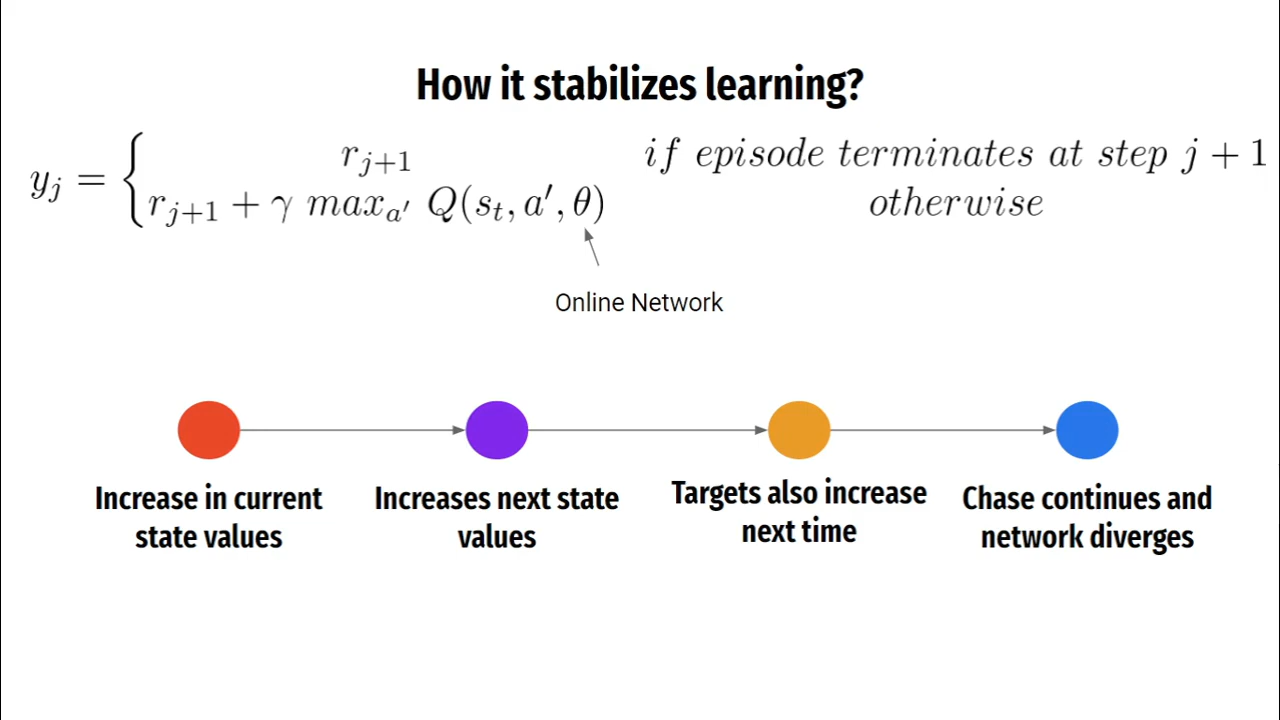 How it stabilizes learning?
y_j = { r_{j+1} if episode terminates at step j + 1
r_{j+1} + γ max_{a'} Q(s_t, a', θ) otherwise
Online Network
Increase in current
state values
Increases next state
values
Targets also increase
next time
Chase continues and
network diverges